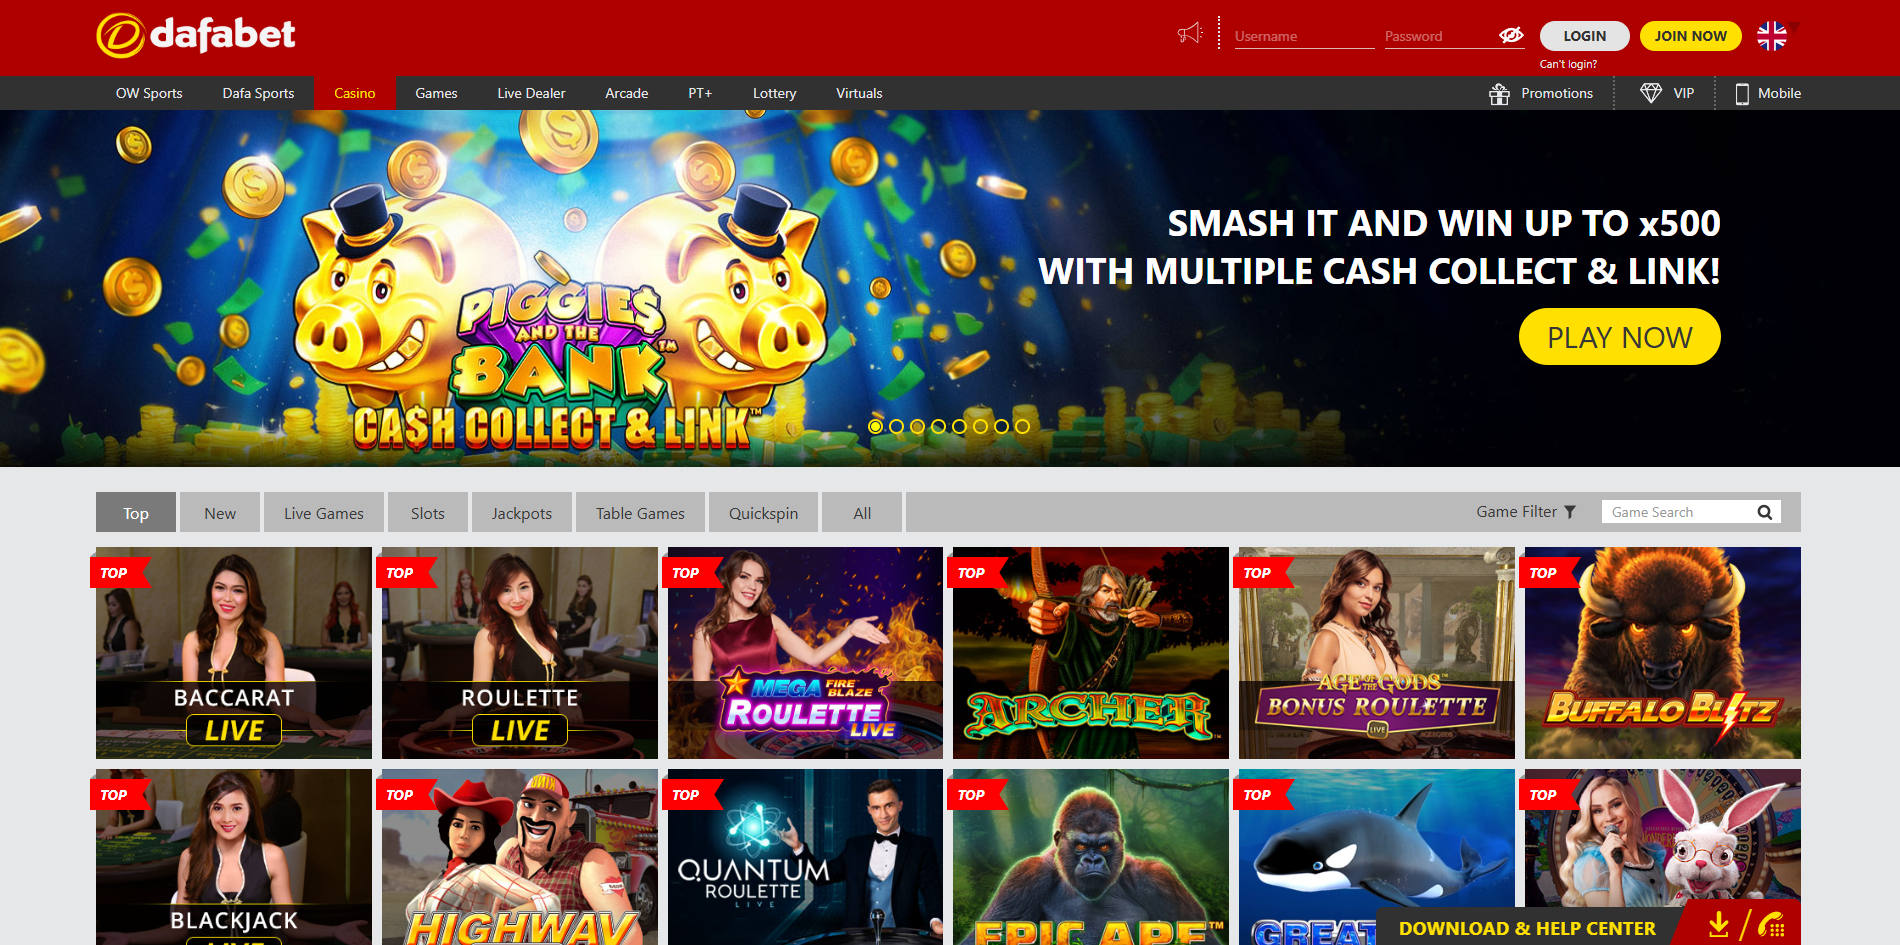 dafabet
Username
Password
LOGIN
JOIN NOW
Can't login?
OW Sports
Dafa Sports
Casino
Games
Live Dealer
Arcade
PT+
Lottery
Virtuals
Promotions
VIP
Mobile
SMASH IT AND WIN UP TO x500
WITH MULTIPLE CASH COLLECT & LINK!
PLAY NOW
PIGGIE$
AND THE
BANK™
CA$H COLLECT & LINK™
Top
New
Live Games
Slots
Jackpots
Table Games
Quickspin
All
Game Filter
Game Search
TOP
BACCARAT
LIVE
TOP
ROULETTE
LIVE
TOP
MEGA FIRE BLAZE
ROULETTE
LIVE
TOP
ARCHER™
TOP
AGE OF THE GODS™
BONUS ROULETTE
LIVE
TOP
BUFFALO BLITZ
TOP
BLACKJACK
LIVE
TOP
HIGHWAY
TOP
QUANTUM
ROULETTE
LIVE
TOP
EPIC APE™
TOP
GREAT
TOP
DOWNLOAD & HELP CENTER